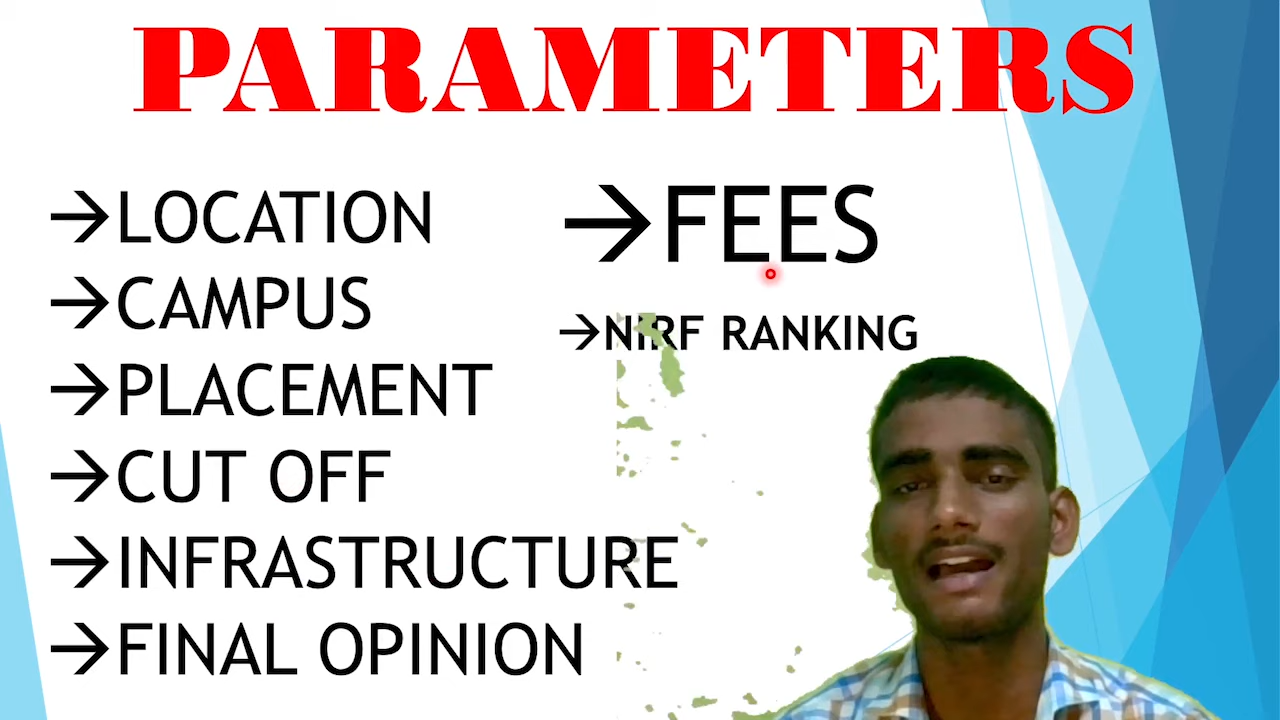 PARAMETERS
→LOCATION
→CAMPUS
→PLACEMENT
→CUT OFF
→INFRASTRUCTURE
→FINAL OPINION
→FEES
→NIRF RANKING